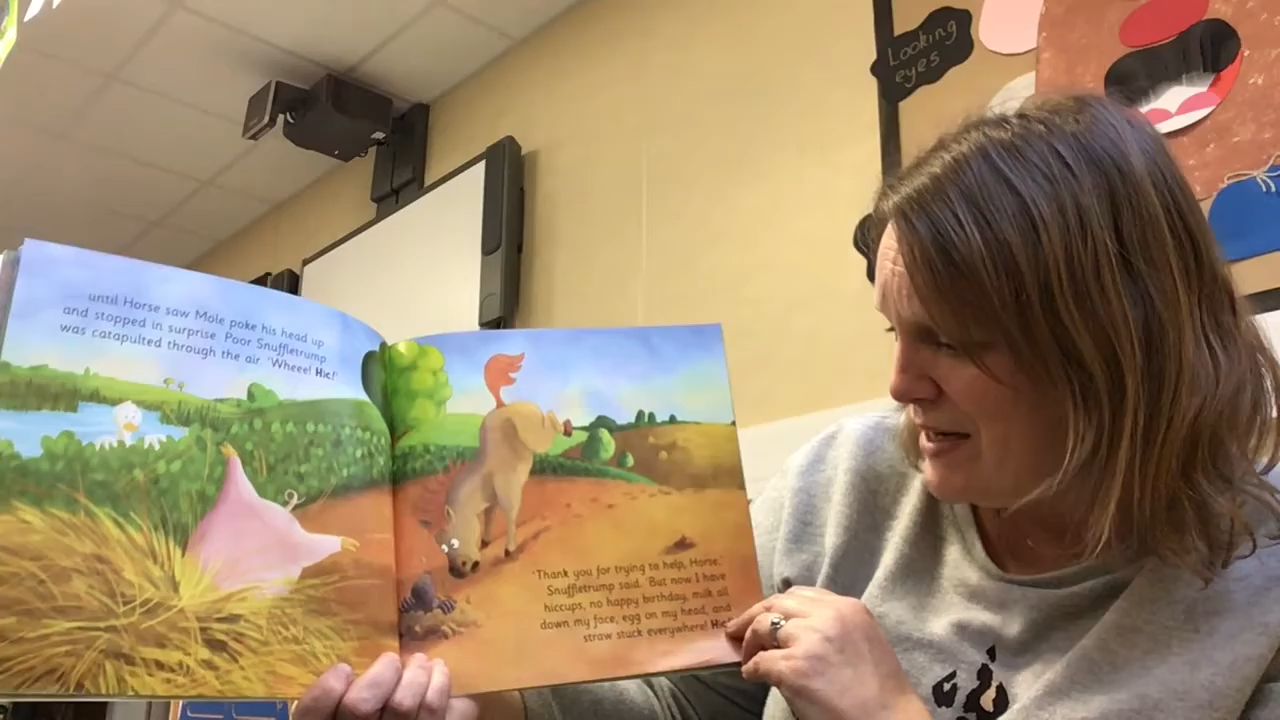 until Horse saw Mole poke his head up
and stopped in surprise. Poor Snuffletrump
was catapulted through the air. 'Wheee! Hic!'
'Thank you for trying to help, Horse,'
Snuffletrump said. 'But now I have
hiccups, no happy birthday, milk all
down my face, egg on my head, and
straw stuck everywhere! Hic!
Looking
eyes